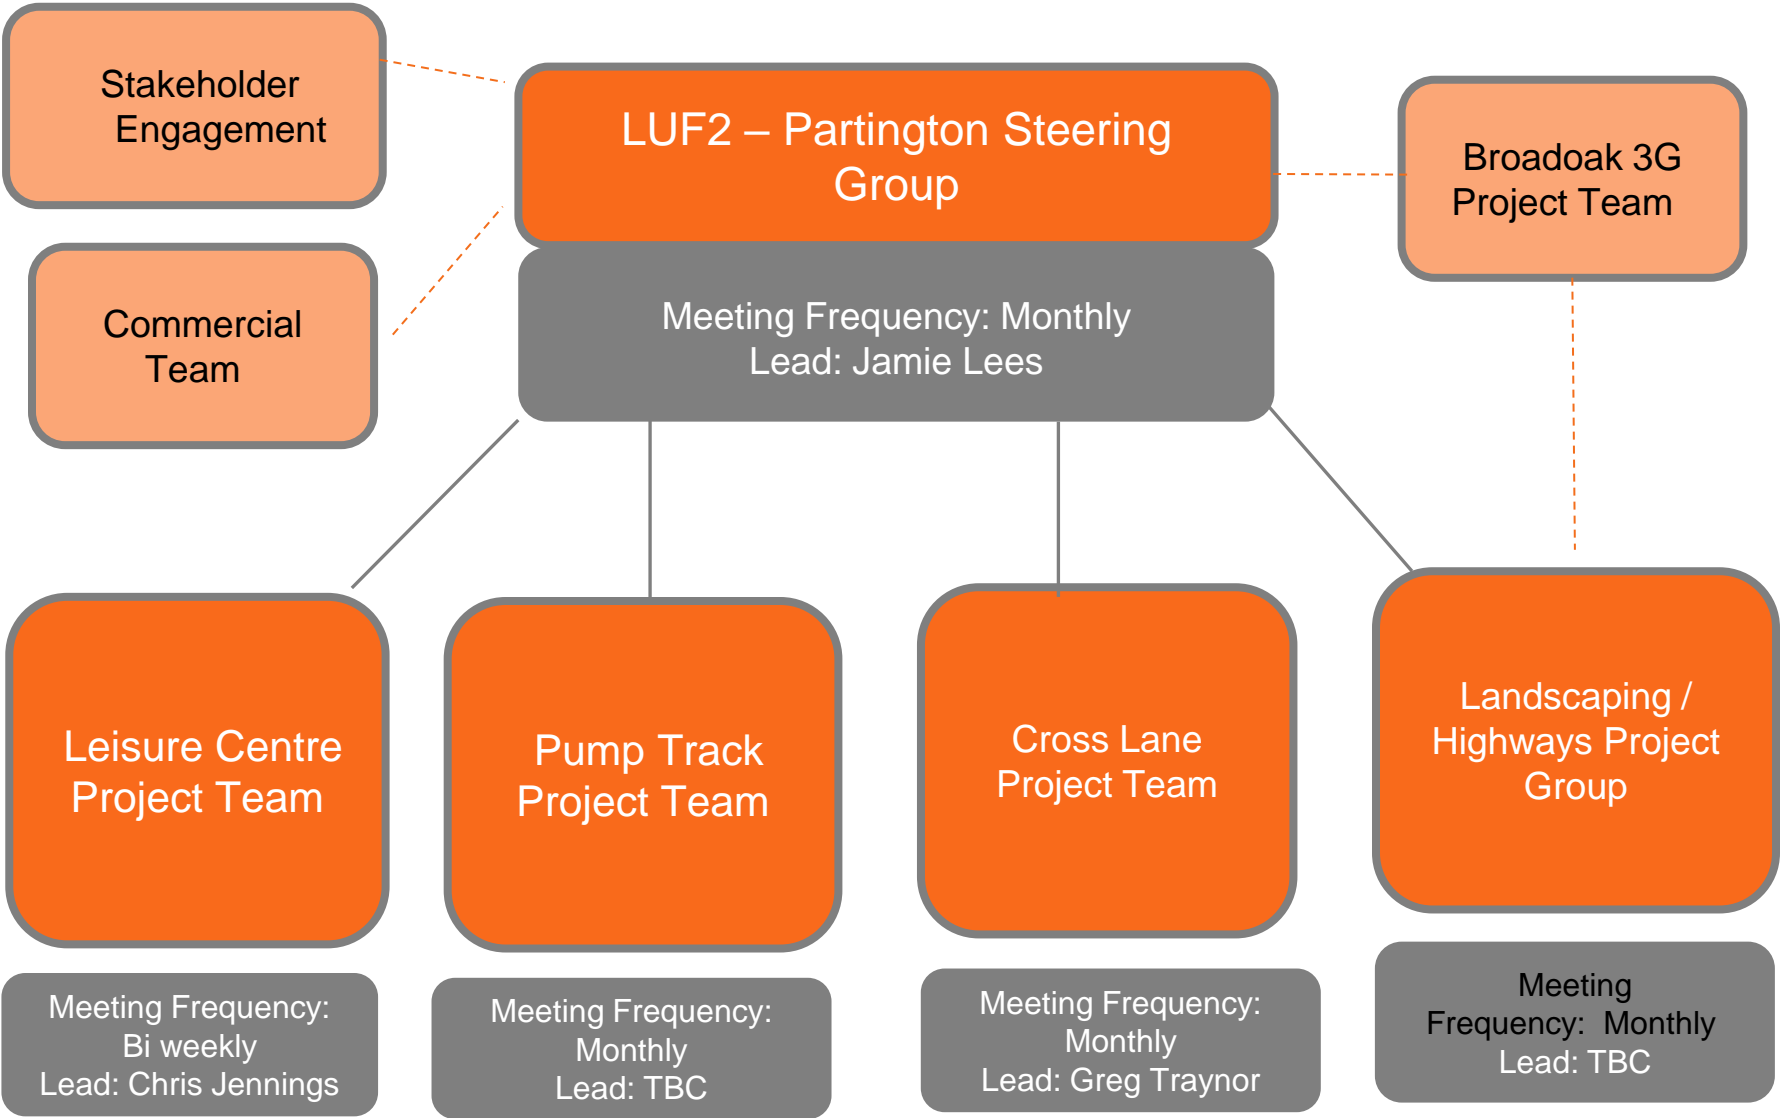 Stakeholder
Engagement
LUF2 – Partington Steering
Group
Broadoak 3G
Project Team
Commercial
Team
Meeting Frequency: Monthly
Lead: Jamie Lees
Leisure Centre
Project Team
Pump Track
Project Team
Cross Lane
Project Team
Landscaping /
Highways Project
Group
Meeting Frequency:
Bi weekly
Lead: Chris Jennings
Meeting Frequency:
Monthly
Lead: TBC
Meeting Frequency:
Monthly
Lead: Greg Traynor
Meeting
Frequency:  Monthly
Lead: TBC